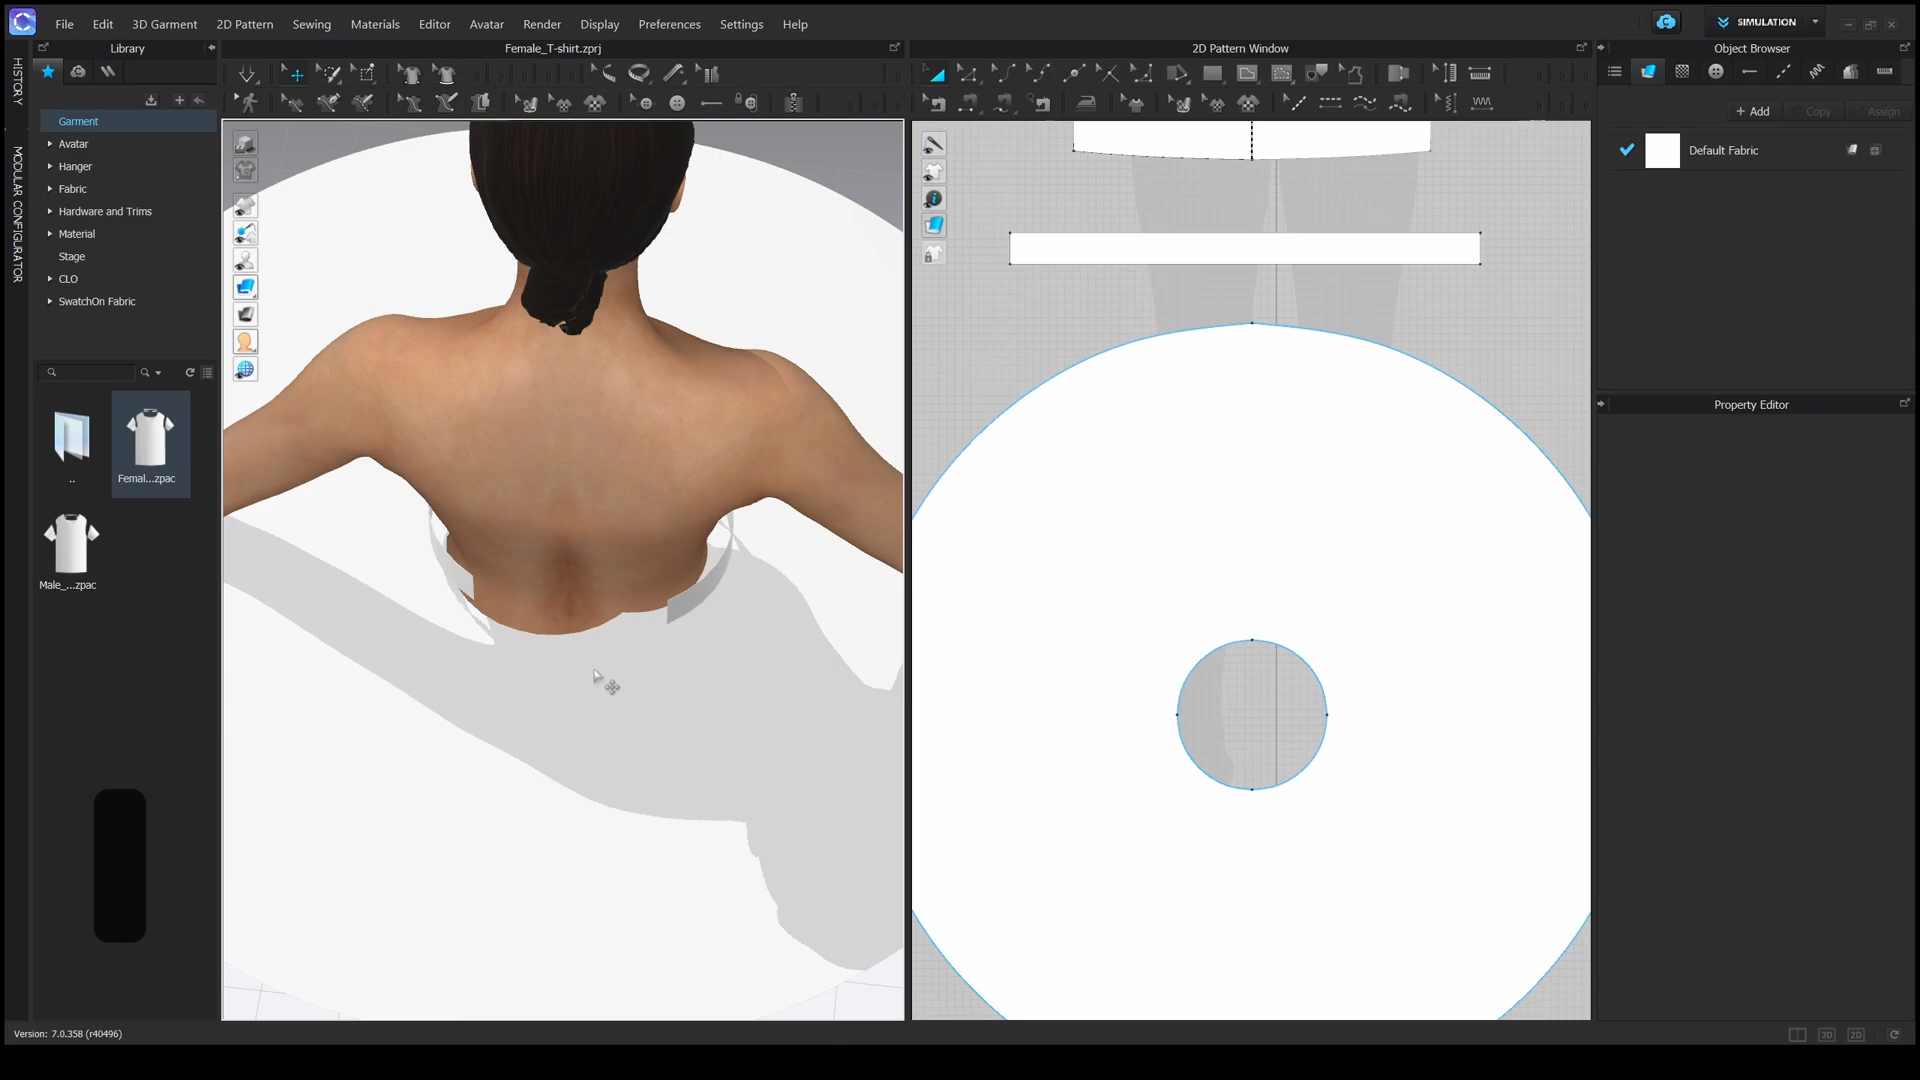 File Edit 3D Garment 2D Pattern Sewing Materials Editor Avatar Render Display Preferences Settings Help
SIMULATION
Library
Female_T-shirt.zprj
2D Pattern Window
Object Browser
HISTORY
MODULAR CONFIGURATOR
Garment
Avatar
Hanger
Fabric
Hardware and Trims
Material
Stage
CLO
SwatchOn Fabric
+ Add Copy Assign
Default Fabric
Property Editor
..
Femal...zpac
Male_...zpac
Version: 7.0.358 (r40496)
3D
2D